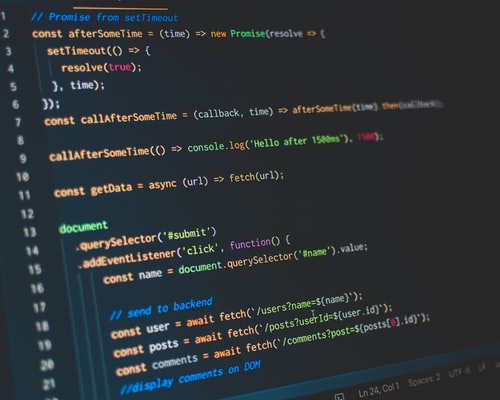 1 // Promise from setTimeout
2 const afterSomeTime = (time) => new Promise(resolve => {
3 setTimeout(() => {
4 resolve(true);
5 }, time);
6 });
7 const callAfterSomeTime = (callback, time) => afterSomeTime(time).then(callback);
8
9 callAfterSomeTime(() => console.log('Hello after 1500ms'), 1500);
10
11 const getData = async (url) => fetch(url);
12
13 document
14 .querySelector('#submit')
15 .addEventListener('click', function() {
16 const name = document.querySelector('#name').value;
17
18 // send to backend
19 const user = await fetch(`/users?name=${name}`);
20 const posts = await fetch(`/posts?userId=${user.id}`);
21 const comments = await fetch(`/comments?post=${posts[0].id}`);
//display comments on DOM
Ln 24, Col 1 Spaces: 2 UTF-8 LF